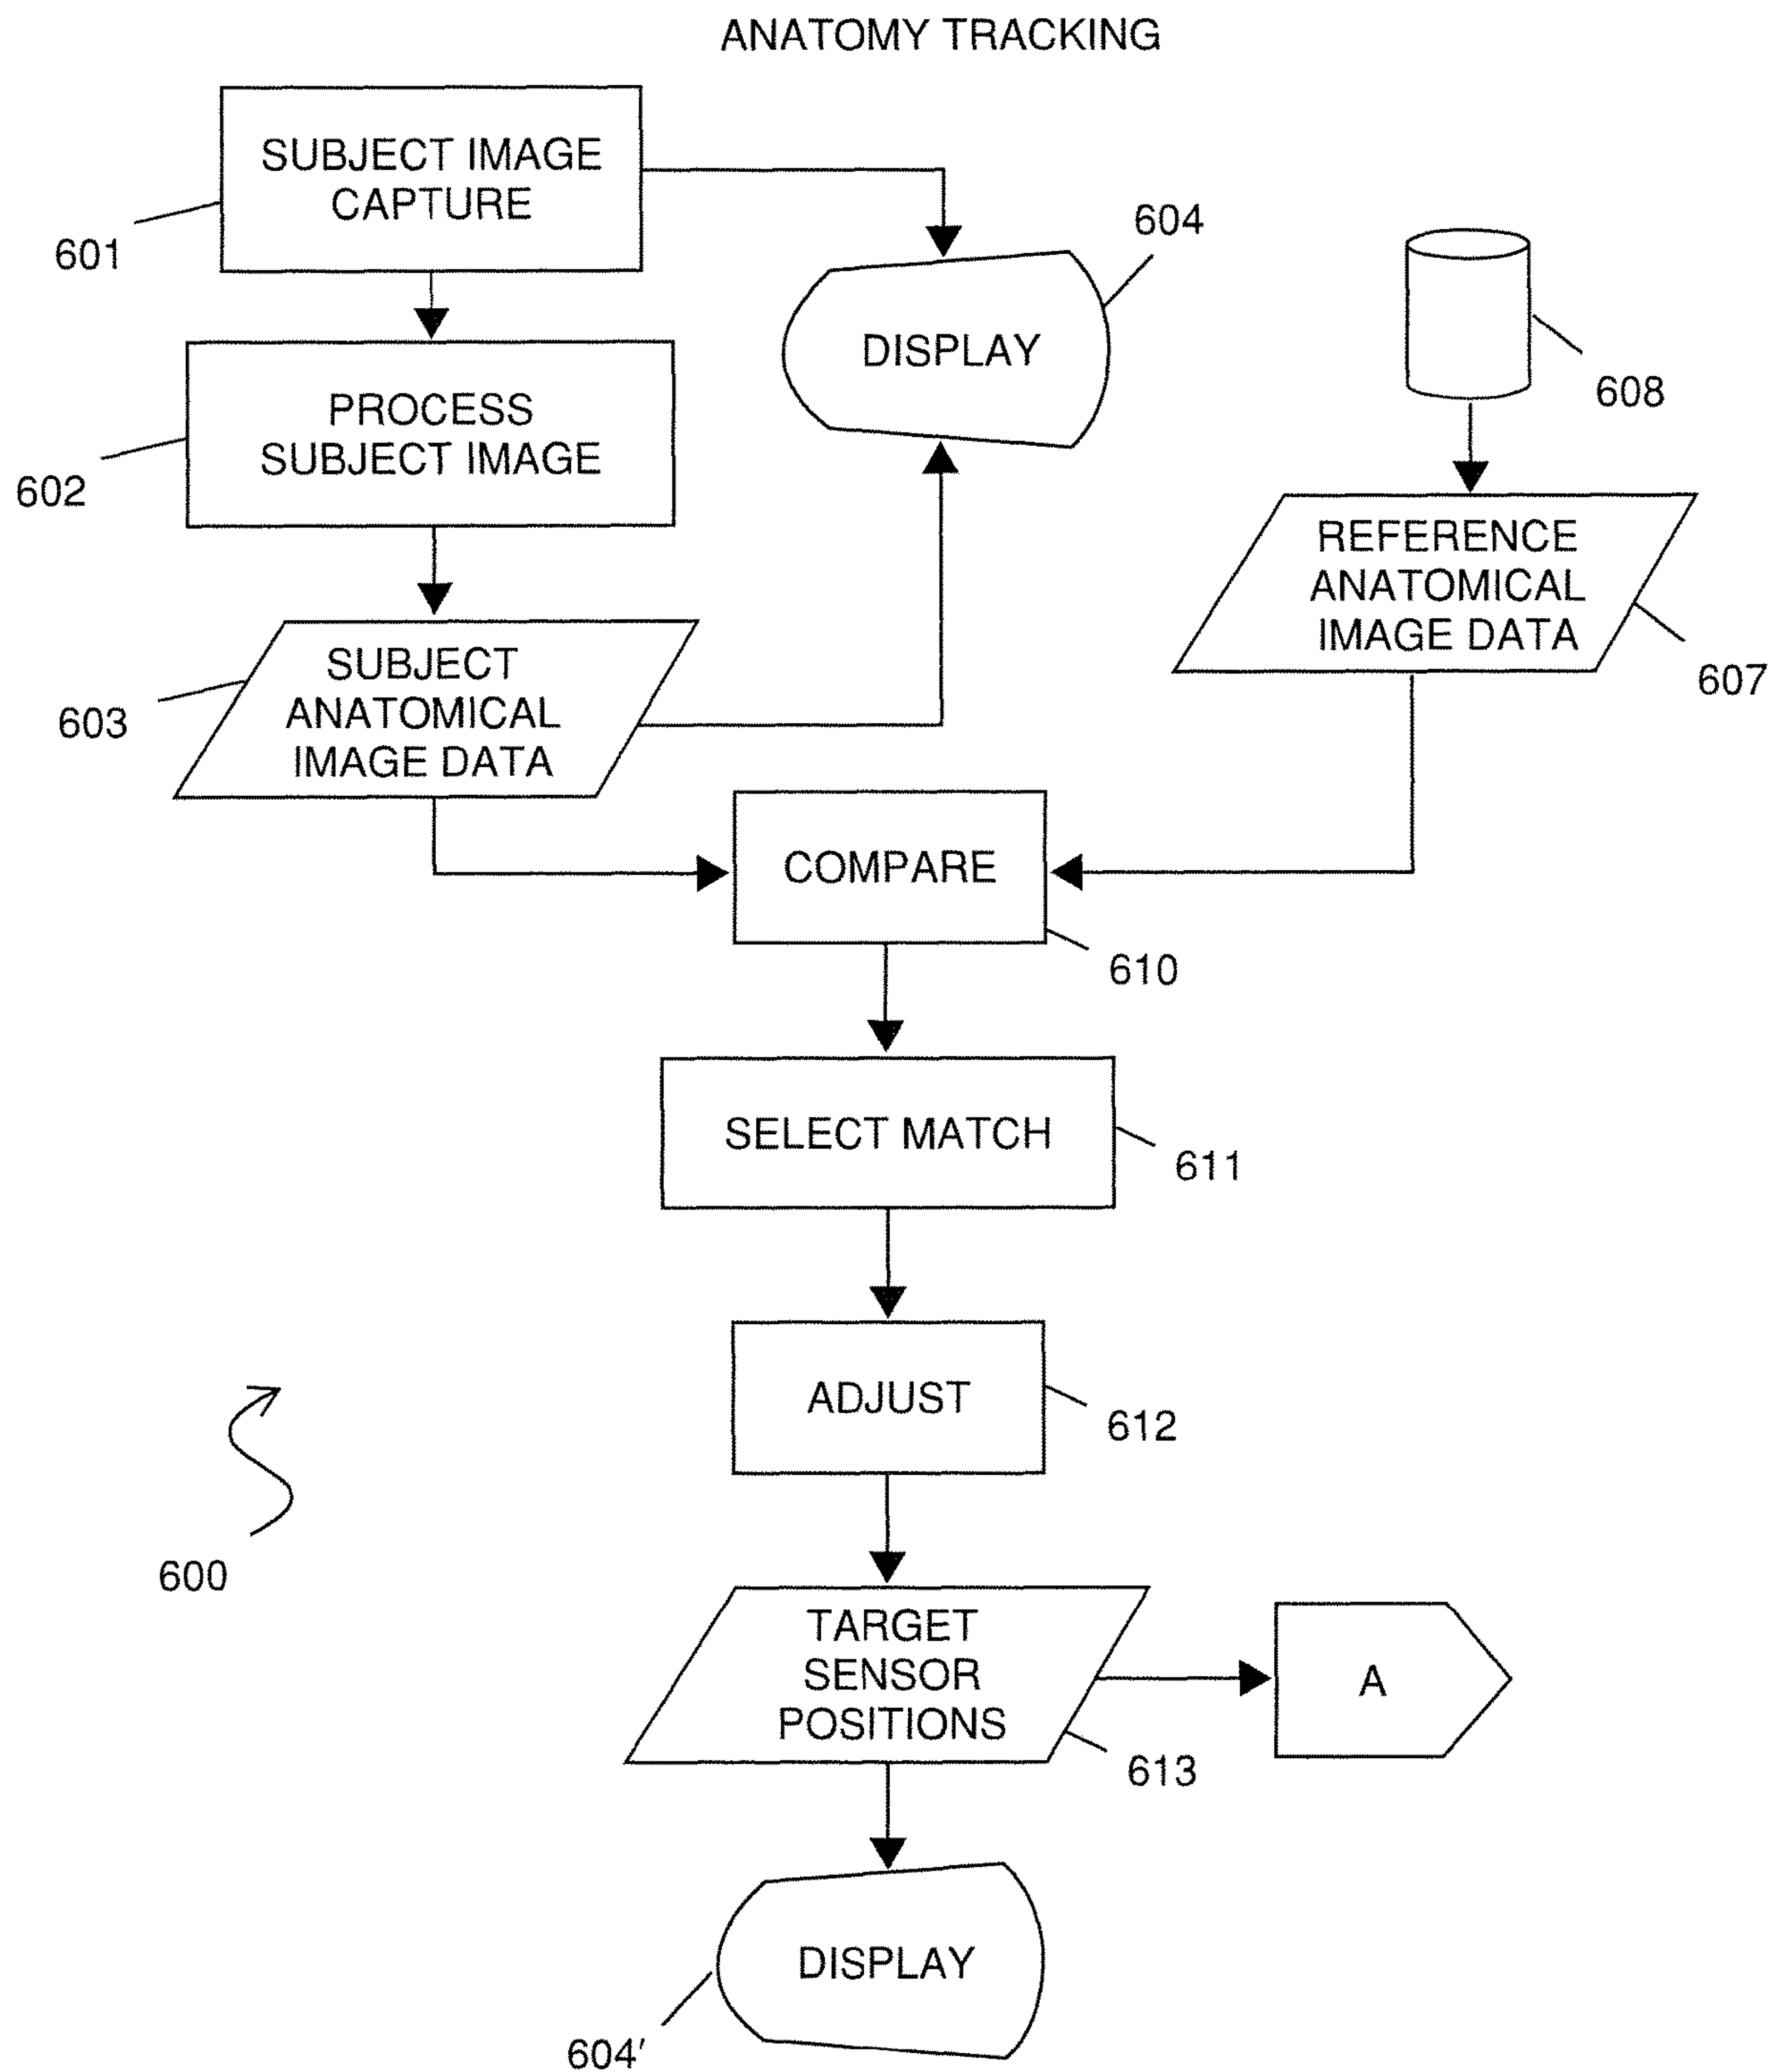 ANATOMY TRACKING
SUBJECT IMAGE
CAPTURE
601
604
DISPLAY
608
PROCESS
SUBJECT IMAGE
602
REFERENCE
ANATOMICAL
IMAGE DATA
607
SUBJECT
ANATOMICAL
IMAGE DATA
603
COMPARE
610
SELECT MATCH
611
ADJUST
612
600
TARGET
SENSOR
POSITIONS
613
A
DISPLAY
604'